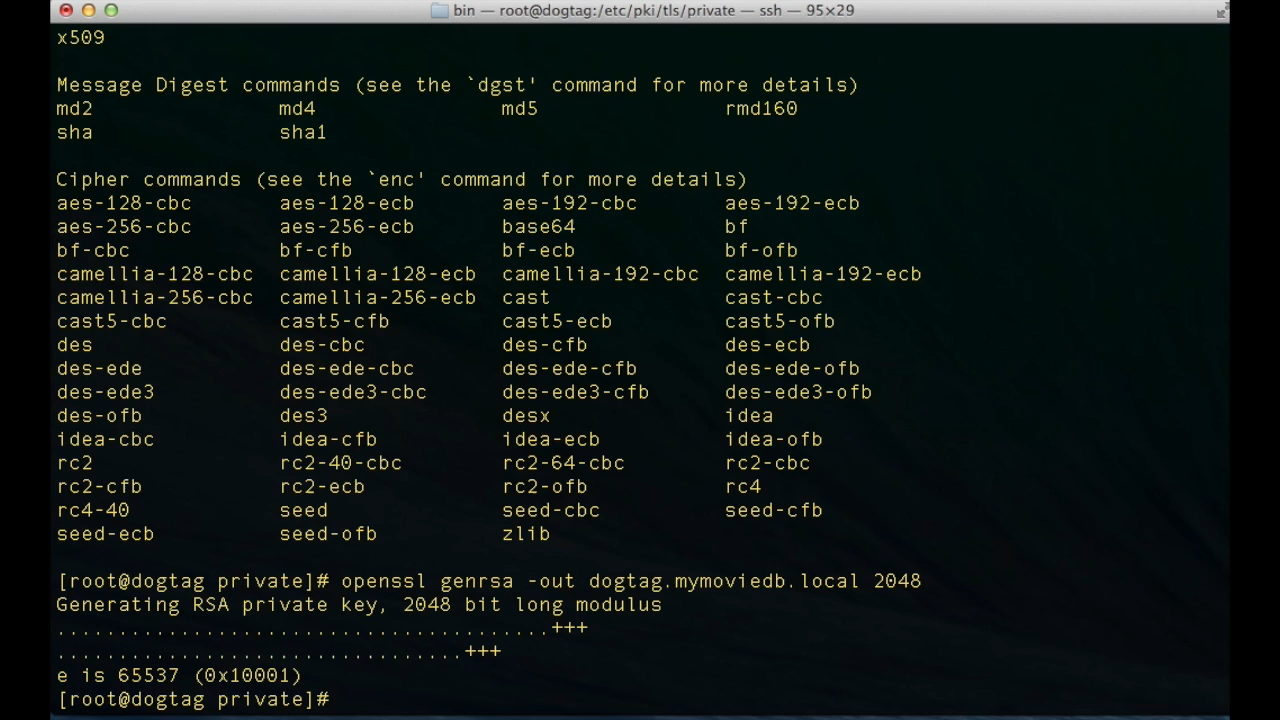 bin — root@dogtag:/etc/pki/tls/private — ssh — 95×29
x509
Message Digest commands (see the `dgst' command for more details)
md2 md4 md5 rmd160
sha sha1
Cipher commands (see the `enc' command for more details)
aes-128-cbc aes-128-ecb aes-192-cbc aes-192-ecb
aes-256-cbc aes-256-ecb base64 bf
bf-cbc bf-cfb bf-ecb bf-ofb
camellia-128-cbc camellia-128-ecb camellia-192-cbc camellia-192-ecb
camellia-256-cbc camellia-256-ecb cast cast-cbc
cast5-cbc cast5-cfb cast5-ecb cast5-ofb
des des-cbc des-cfb des-ecb
des-ede des-ede-cbc des-ede-cfb des-ede-ofb
des-ede3 des-ede3-cbc des-ede3-cfb des-ede3-ofb
des-ofb des3 desx idea
idea-cbc idea-cfb idea-ecb idea-ofb
rc2 rc2-40-cbc rc2-64-cbc rc2-cbc
rc2-cfb rc2-ecb rc2-ofb rc4
rc4-40 seed seed-cbc seed-cfb
seed-ecb seed-ofb zlib
[root@dogtag private]# openssl genrsa -out dogtag.mymoviedb.local 2048
Generating RSA private key, 2048 bit long modulus
........................................+++
.................................+++
e is 65537 (0x10001)
[root@dogtag private]#